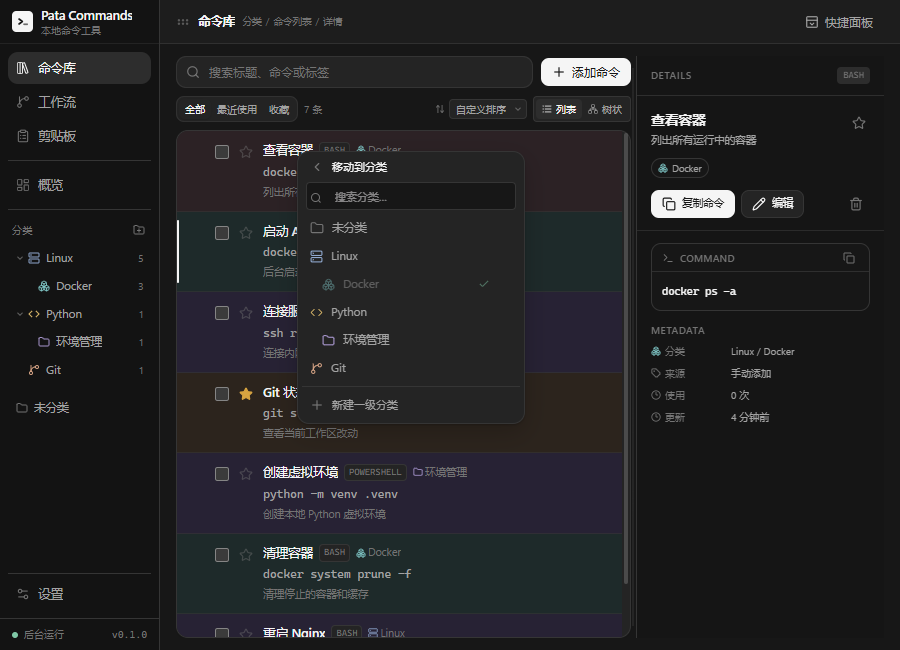 Pata Commands
本地命令工具
命令库
工作流
剪贴板
概览
分类
Linux 5
Docker 3
Python 1
环境管理 1
Git 1
未分类
设置
后台运行 v0.1.0
命令库 分类 / 命令列表 / 详情
快捷面板
搜索标题、命令或标签
添加命令
全部 最近使用 收藏 7 条
自定义排序 列表 树状
查看容器 BASH Docker
docke
列出所有
启动
docke
后台启
连接服
ssh
连接内
Git 状
git s
查看当前工作区改动
创建虚拟环境 POWERSHELL 环境管理
python -m venv .venv
创建本地 Python 虚拟环境
清理容器 BASH Docker
docker system prune -f
清理停止的容器和缓存
重启 Nginx BASH Linux
移动到分类
搜索分类...
未分类
Linux
Docker
Python
环境管理
Git
新建一级分类
DETAILS BASH
查看容器
列出所有运行中的容器
Docker
复制命令 编辑
COMMAND
docker ps -a
METADATA
分类 Linux / Docker
来源 手动添加
使用 0 次
更新 4 分钟前